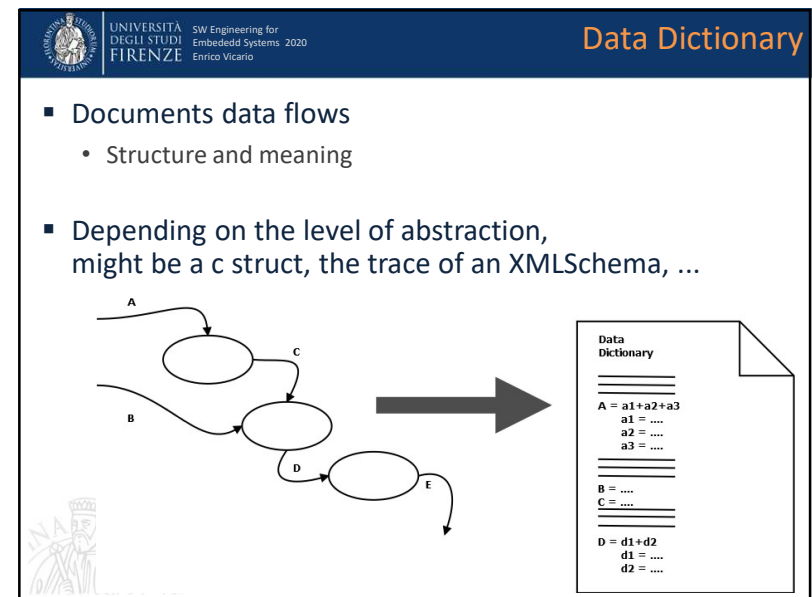 UNIVERSITÀ
DEGLI STUDI
FIRENZE
SW Engineering for
Embededd Systems 2020
Enrico Vicario
Data Dictionary
Documents data flows
Structure and meaning
Depending on the level of abstraction,
might be a c struct, the trace of an XMLSchema, ...
A
C
B
D
E
Data
Dictionary
A = a1+a2+a3
a1 = ....
a2 = ....
a3 = ....
B = ....
C = ....
D = d1+d2
d1 = ....
d2 = ....